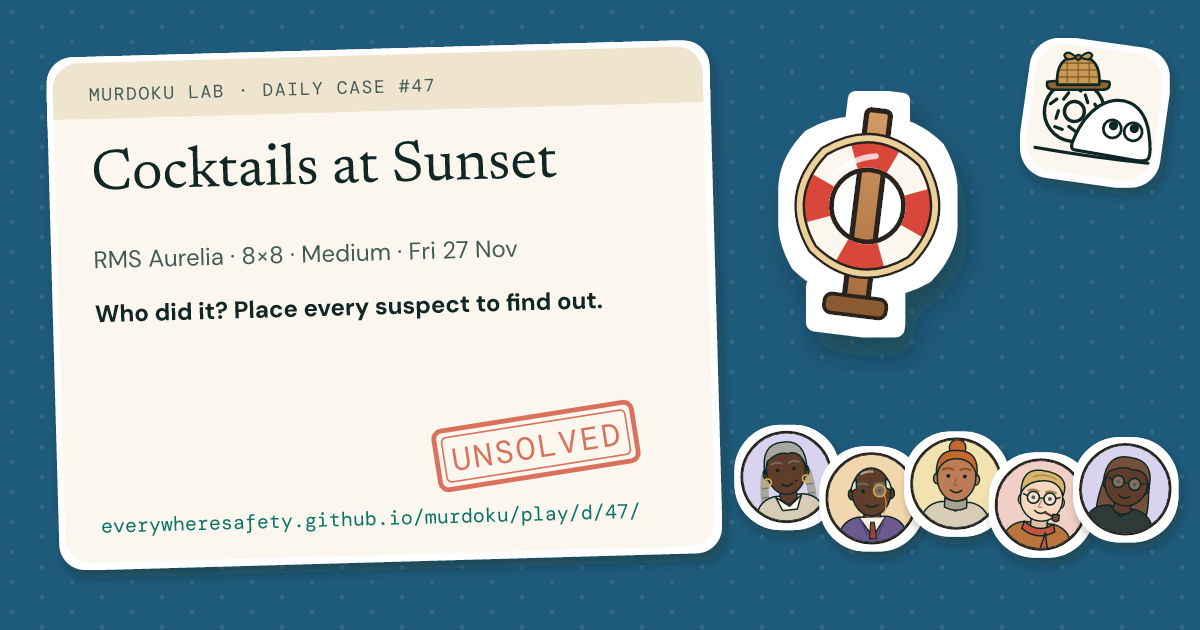 MURDOKU LAB · DAILY CASE #47
Cocktails at Sunset
RMS Aurelia · 8×8 · Medium · Fri 27 Nov
Who did it? Place every suspect to find out.
UNSOLVED
everywheresafety.github.io/murdoku/play/d/47/